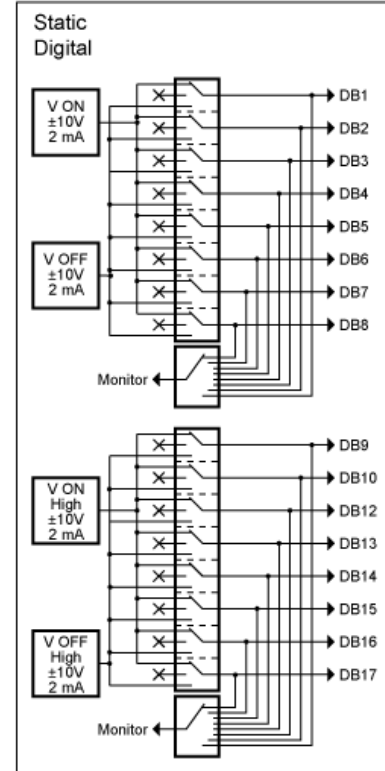 Static
Digital
V ON
±10V
2 mA
V OFF
±10V
2 mA
DB1
DB2
DB3
DB4
DB5
DB6
DB7
DB8
Monitor
V ON
High
±10V
2 mA
V OFF
High
±10V
2 mA
DB9
DB10
DB12
DB13
DB14
DB15
DB16
DB17
Monitor